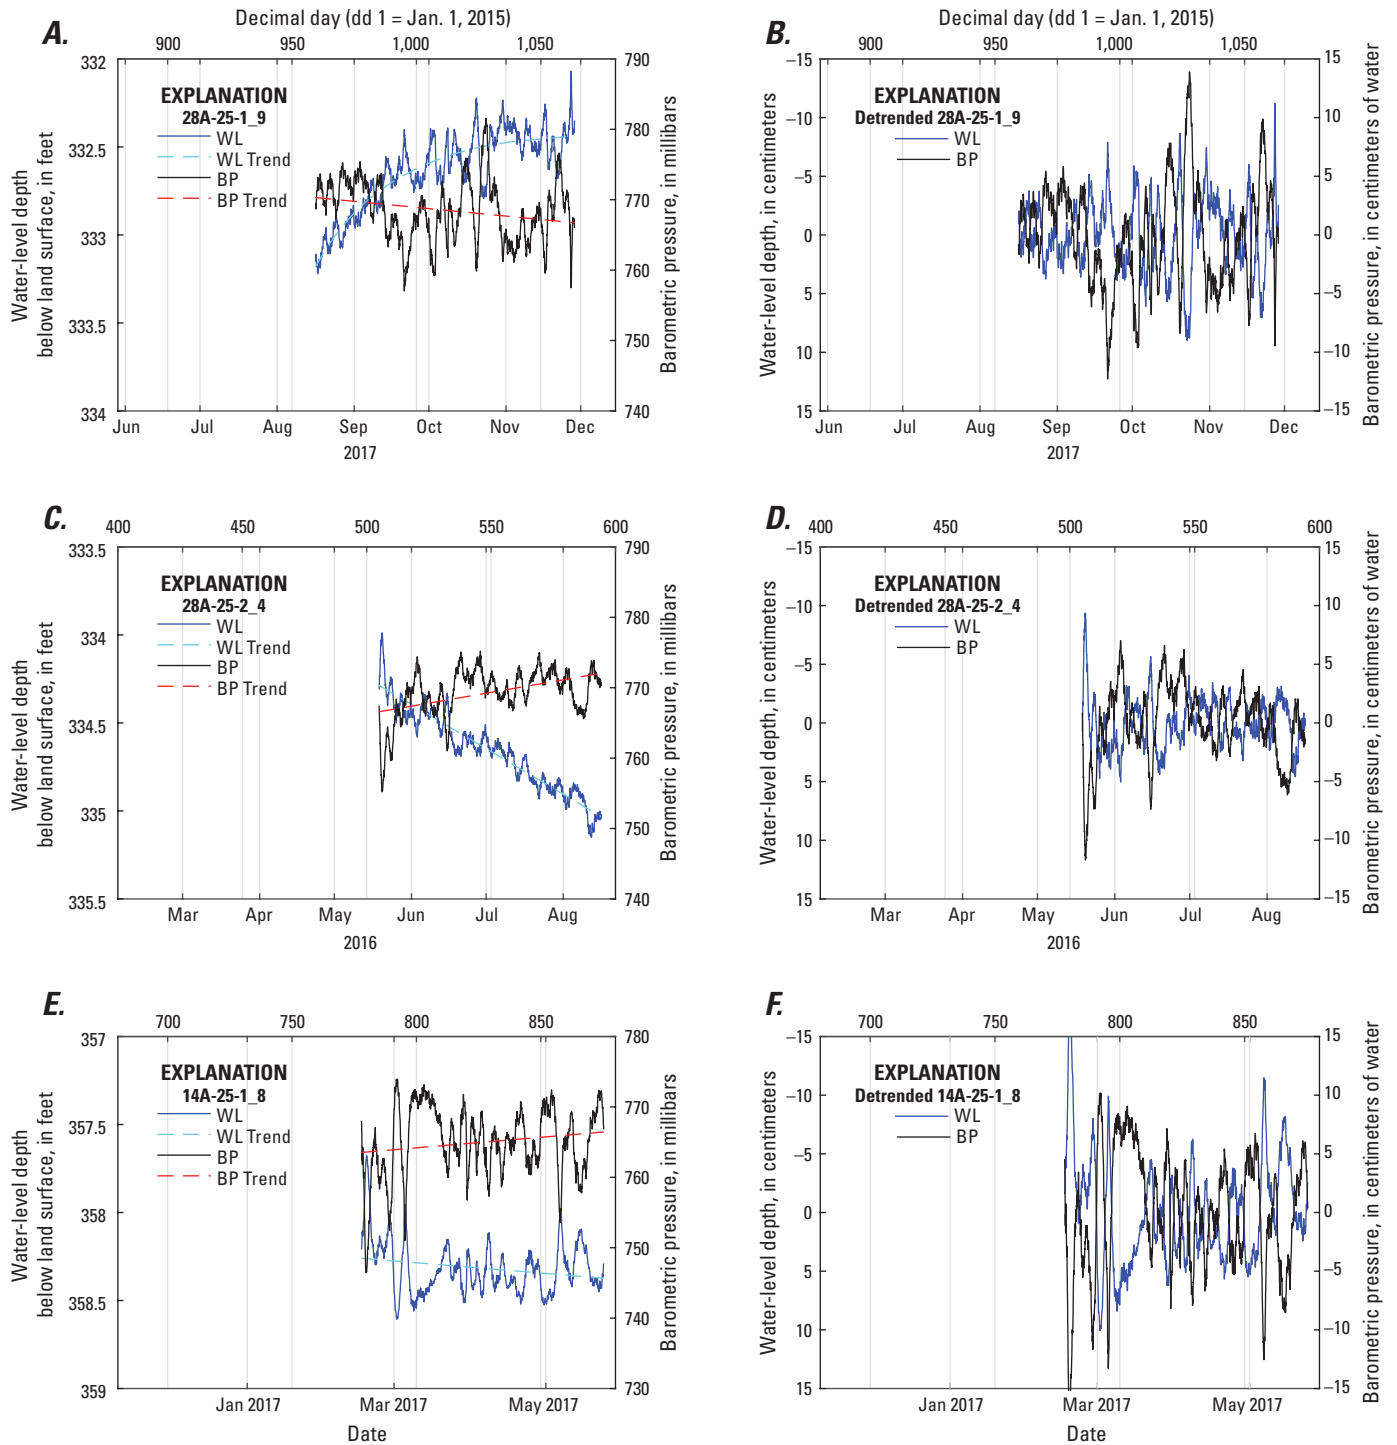 A.
Decimal day (dd 1 = Jan. 1, 2015)
900 950 1,000 1,050
332
332.5
333
333.5
334
Water-level depth
below land surface, in feet
EXPLANATION
28A-25-1_9
WL
WL Trend
BP
BP Trend
790
780
770
760
750
740
Barometric pressure, in millibars
Jun Jul Aug Sep Oct Nov Dec
2017
B.
Decimal day (dd 1 = Jan. 1, 2015)
900 950 1,000 1,050
−15
−10
−5
0
5
10
15
Water-level depth, in centimeters
EXPLANATION
Detrended 28A-25-1_9
WL
BP
15
10
5
0
−5
−10
−15
Barometric pressure, in centimeters of water
Jun Jul Aug Sep Oct Nov Dec
2017
C.
400 450 500 550 600
333.5
334
334.5
335
335.5
Water-level depth
below land surface, in feet
EXPLANATION
28A-25-2_4
WL
WL Trend
BP
BP Trend
790
780
770
760
750
740
Barometric pressure, in millibars
Mar Apr May Jun Jul Aug
2016
D.
400 450 500 550 600
−15
−10
−5
0
5
10
15
Water-level depth, in centimeters
EXPLANATION
Detrended 28A-25-2_4
WL
BP
15
10
5
0
−5
−10
−15
Barometric pressure, in centimeters of water
Mar Apr May Jun Jul Aug
2016
E.
700 750 800 850
357
357.5
358
358.5
359
Water-level depth
below land surface, in feet
EXPLANATION
14A-25-1_8
WL
WL Trend
BP
BP Trend
780
770
760
750
740
730
Barometric pressure, in millibars
Jan 2017 Mar 2017 May 2017
Date
F.
700 750 800 850
−15
−10
−5
0
5
10
15
Water-level depth, in centimeters
EXPLANATION
Detrended 14A-25-1_8
WL
BP
15
10
5
0
−5
−10
−15
Barometric pressure, in centimeters of water
Jan 2017 Mar 2017 May 2017
Date